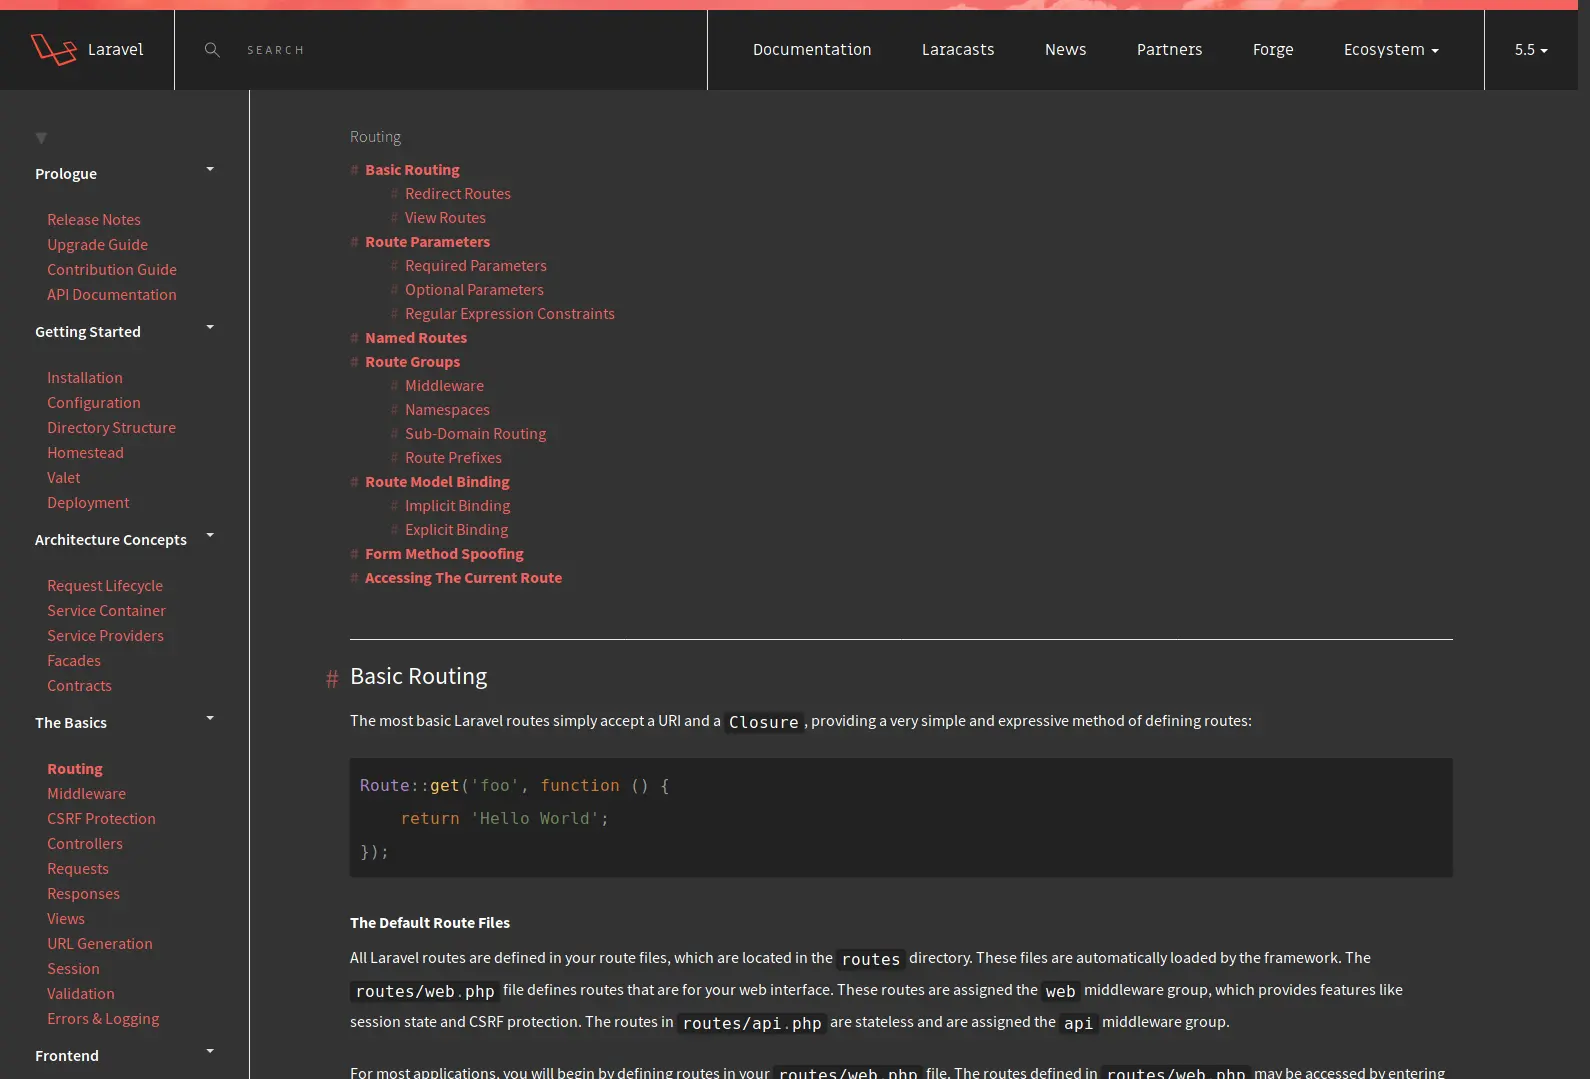 Laravel
SEARCH
Documentation
Laracasts
News
Partners
Forge
Ecosystem
5.5
Prologue
Release Notes
Upgrade Guide
Contribution Guide
API Documentation
Getting Started
Installation
Configuration
Directory Structure
Homestead
Valet
Deployment
Architecture Concepts
Request Lifecycle
Service Container
Service Providers
Facades
Contracts
The Basics
Routing
Middleware
CSRF Protection
Controllers
Requests
Responses
Views
URL Generation
Session
Validation
Errors & Logging
Frontend
Routing
# Basic Routing
# Redirect Routes
# View Routes
# Route Parameters
# Required Parameters
# Optional Parameters
# Regular Expression Constraints
# Named Routes
# Route Groups
# Middleware
# Namespaces
# Sub-Domain Routing
# Route Prefixes
# Route Model Binding
# Implicit Binding
# Explicit Binding
# Form Method Spoofing
# Accessing The Current Route
# Basic Routing
The most basic Laravel routes simply accept a URI and a Closure, providing a very simple and expressive method of defining routes:
Route::get('foo', function () {
    return 'Hello World';
});
The Default Route Files
All Laravel routes are defined in your route files, which are located in the routes directory. These files are automatically loaded by the framework. The
routes/web.php file defines routes that are for your web interface. These routes are assigned the web middleware group, which provides features like
session state and CSRF protection. The routes in routes/api.php are stateless and are assigned the api middleware group.
For most applications, you will begin by defining routes in your routes/web.php file. The routes defined in routes/web.php may be accessed by entering